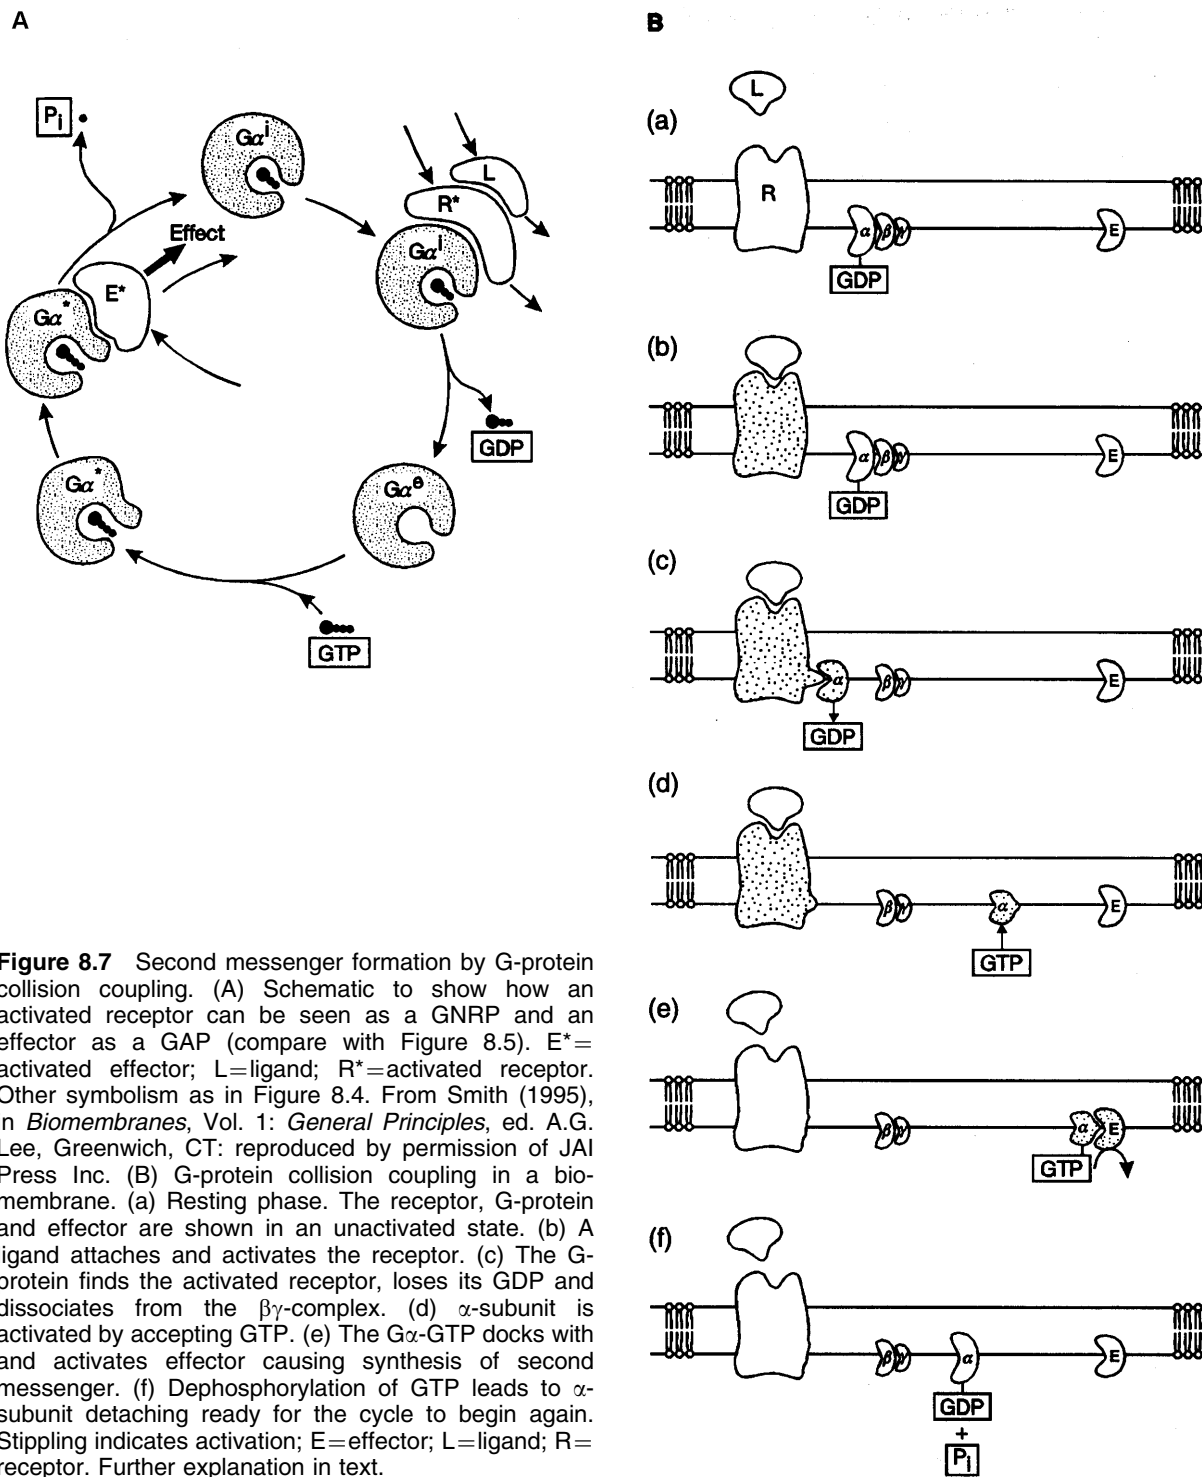 A
Pi
Gαi
L
R*
Gαi
Effect
E*
Gα*
GDP
Gα*
Gαe
GTP
B
(a)
L
R
α β γ
E
GDP
(b)
α β γ
E
GDP
(c)
α
β γ
E
GDP
(d)
β γ
α
E
GTP
(e)
β γ
α
E
GTP
(f)
β γ
α
E
GDP
+
Pi
Figure 8.7 Second messenger formation by G-protein
collision coupling. (A) Schematic to show how an
activated receptor can be seen as a GNRP and an
effector as a GAP (compare with Figure 8.5). E*=
activated effector; L=ligand; R*=activated receptor.
Other symbolism as in Figure 8.4. From Smith (1995),
in Biomembranes, Vol. 1: General Principles, ed. A.G.
Lee, Greenwich, CT: reproduced by permission of JAI
Press Inc. (B) G-protein collision coupling in a bio-
membrane. (a) Resting phase. The receptor, G-protein
and effector are shown in an unactivated state. (b) A
ligand attaches and activates the receptor. (c) The G-
protein finds the activated receptor, loses its GDP and
dissociates from the βγ-complex. (d) α-subunit is
activated by accepting GTP. (e) The Gα-GTP docks with
and activates effector causing synthesis of second
messenger. (f) Dephosphorylation of GTP leads to α-
subunit detaching ready for the cycle to begin again.
Stippling indicates activation; E=effector; L=ligand; R=
receptor. Further explanation in text.